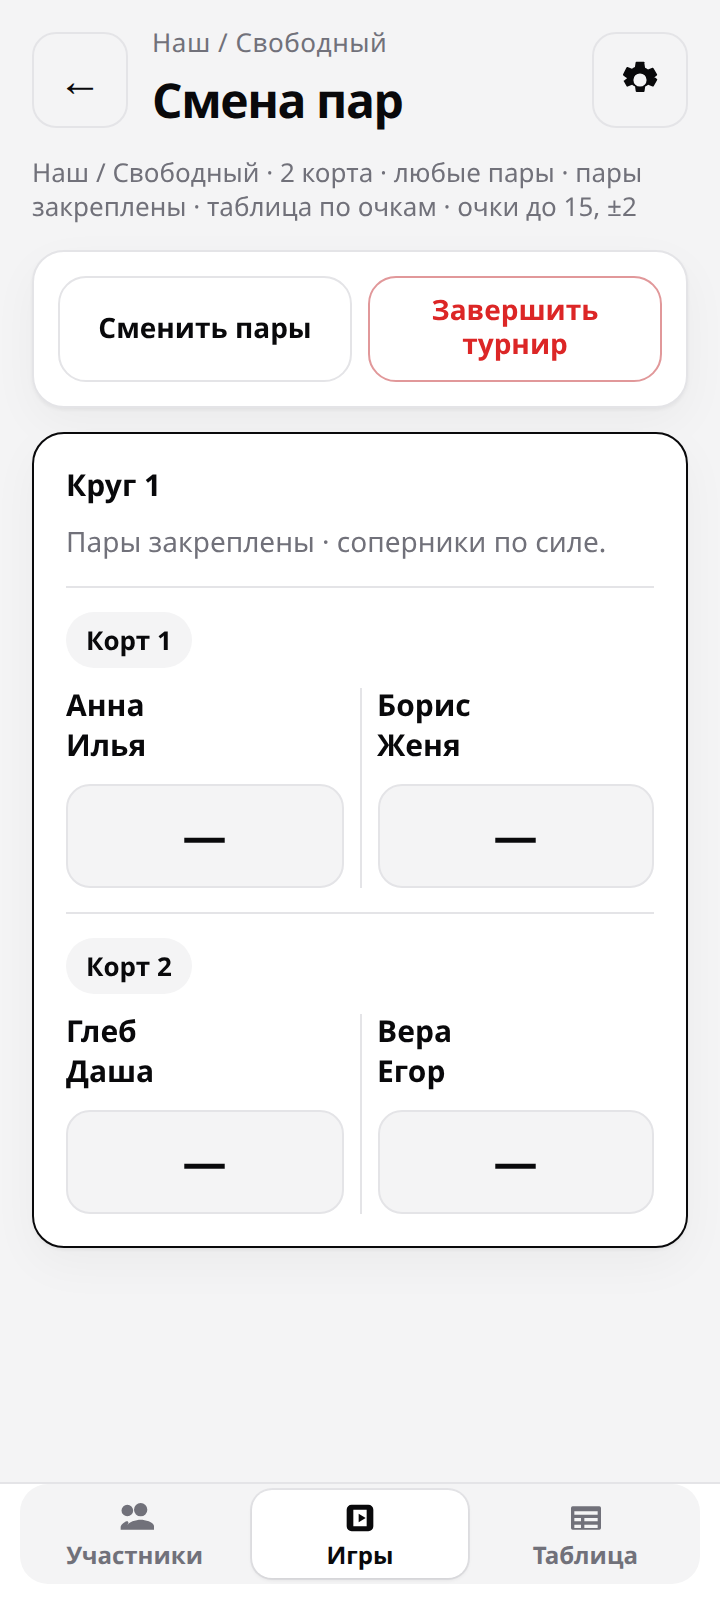 ←
Наш / Свободный
Смена пар
Наш / Свободный · 2 корта · любые пары · пары
закреплены · таблица по очкам · очки до 15, ±2
Сменить пары
Завершить
турнир
Круг 1
Пары закреплены · соперники по силе.
Корт 1
Анна
Илья
Борис
Женя
—
—
Корт 2
Глеб
Даша
Вера
Егор
—
—
Участники
Игры
Таблица